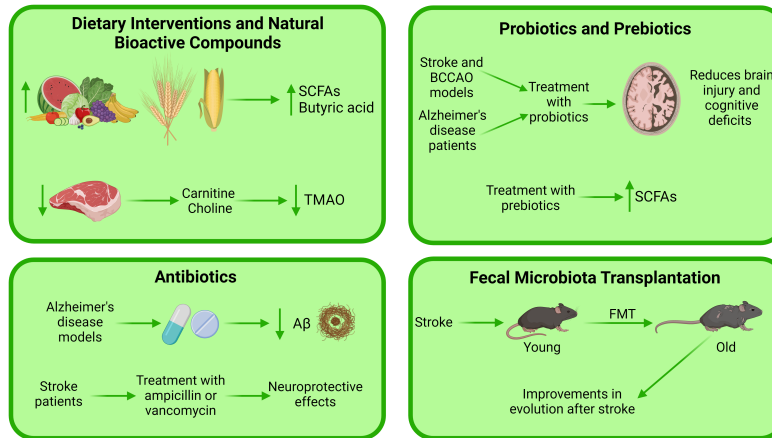 Dietary Interventions and Natural
Bioactive Compounds
SCFAs
Butyric acid
Carnitine
Choline
TMAO
Probiotics and Prebiotics
Stroke and
BCCAO
models
Alzheimer's
disease
patients
Treatment
with
probiotics
Reduces brain
injury and
cognitive
deficits
Treatment with
prebiotics
SCFAs
Antibiotics
Alzheimer's
disease
models
Aβ
Stroke
patients
Treatment with
ampicillin or
vancomycin
Neuroprotective
effects
Fecal Microbiota Transplantation
Stroke
Young
FMT
Old
Improvements in
evolution after stroke